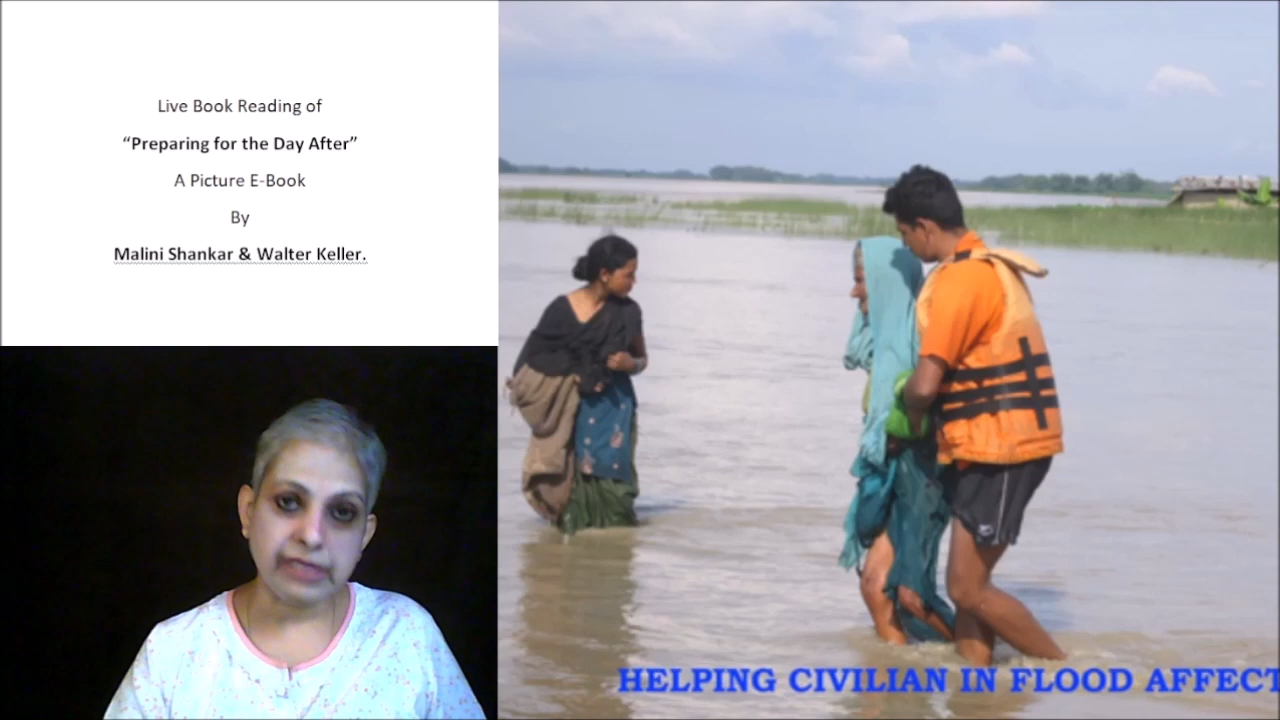 Live Book Reading of
“Preparing for the Day After”
A Picture E-Book
By
Malini Shankar & Walter Keller.
HELPING CIVILIAN IN FLOOD AFFECT